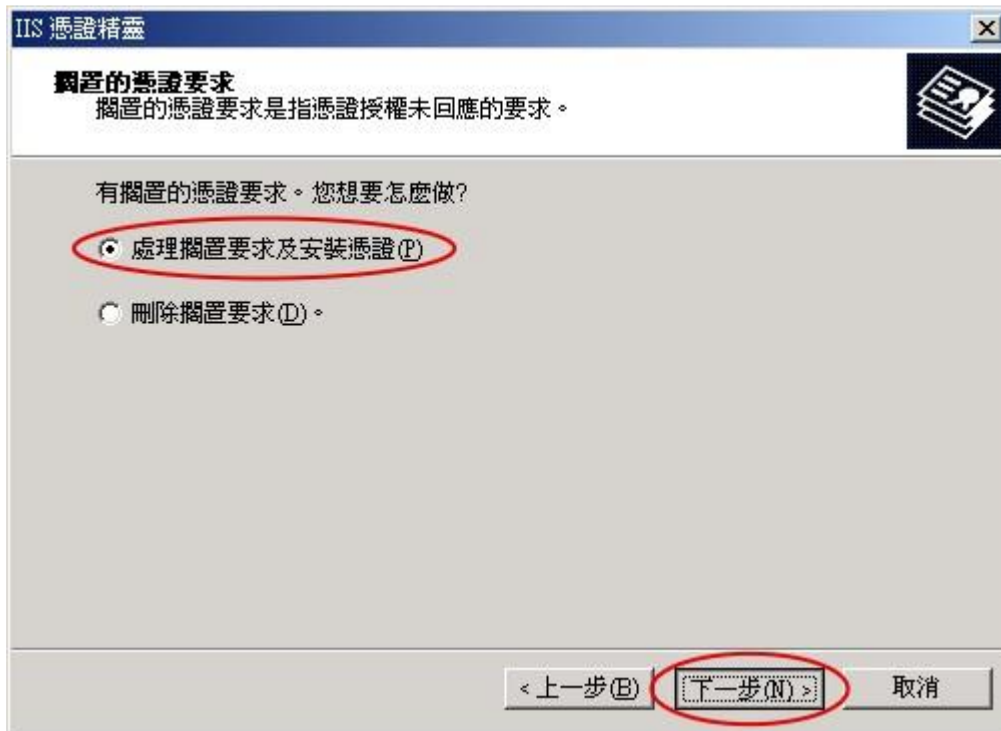 IIS 憑證精靈
擱置的憑證要求
擱置的憑證要求是指憑證授權未回應的要求。
有擱置的憑證要求。您想要怎麼做?
處理擱置要求及安裝憑證(P)
刪除擱置要求(D)。
<上一步(B) 下一步(N)> 取消